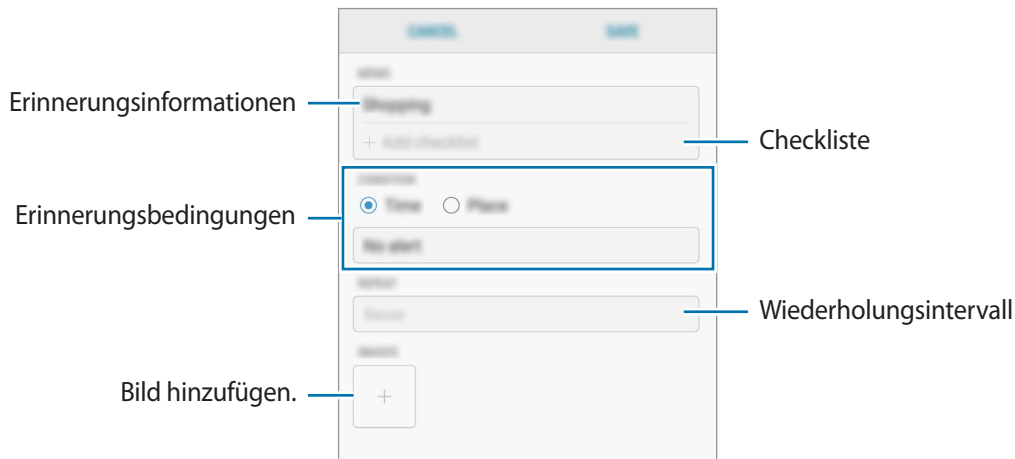 CANCEL
SAVE
MEMO
Erinnerungsinformationen
Shopping
+ Add checklist
Checkliste
CONDITION
Erinnerungsbedingungen
Time
Place
No alert
REPEAT
Never
Wiederholungsintervall
IMAGES
Bild hinzufügen.
+